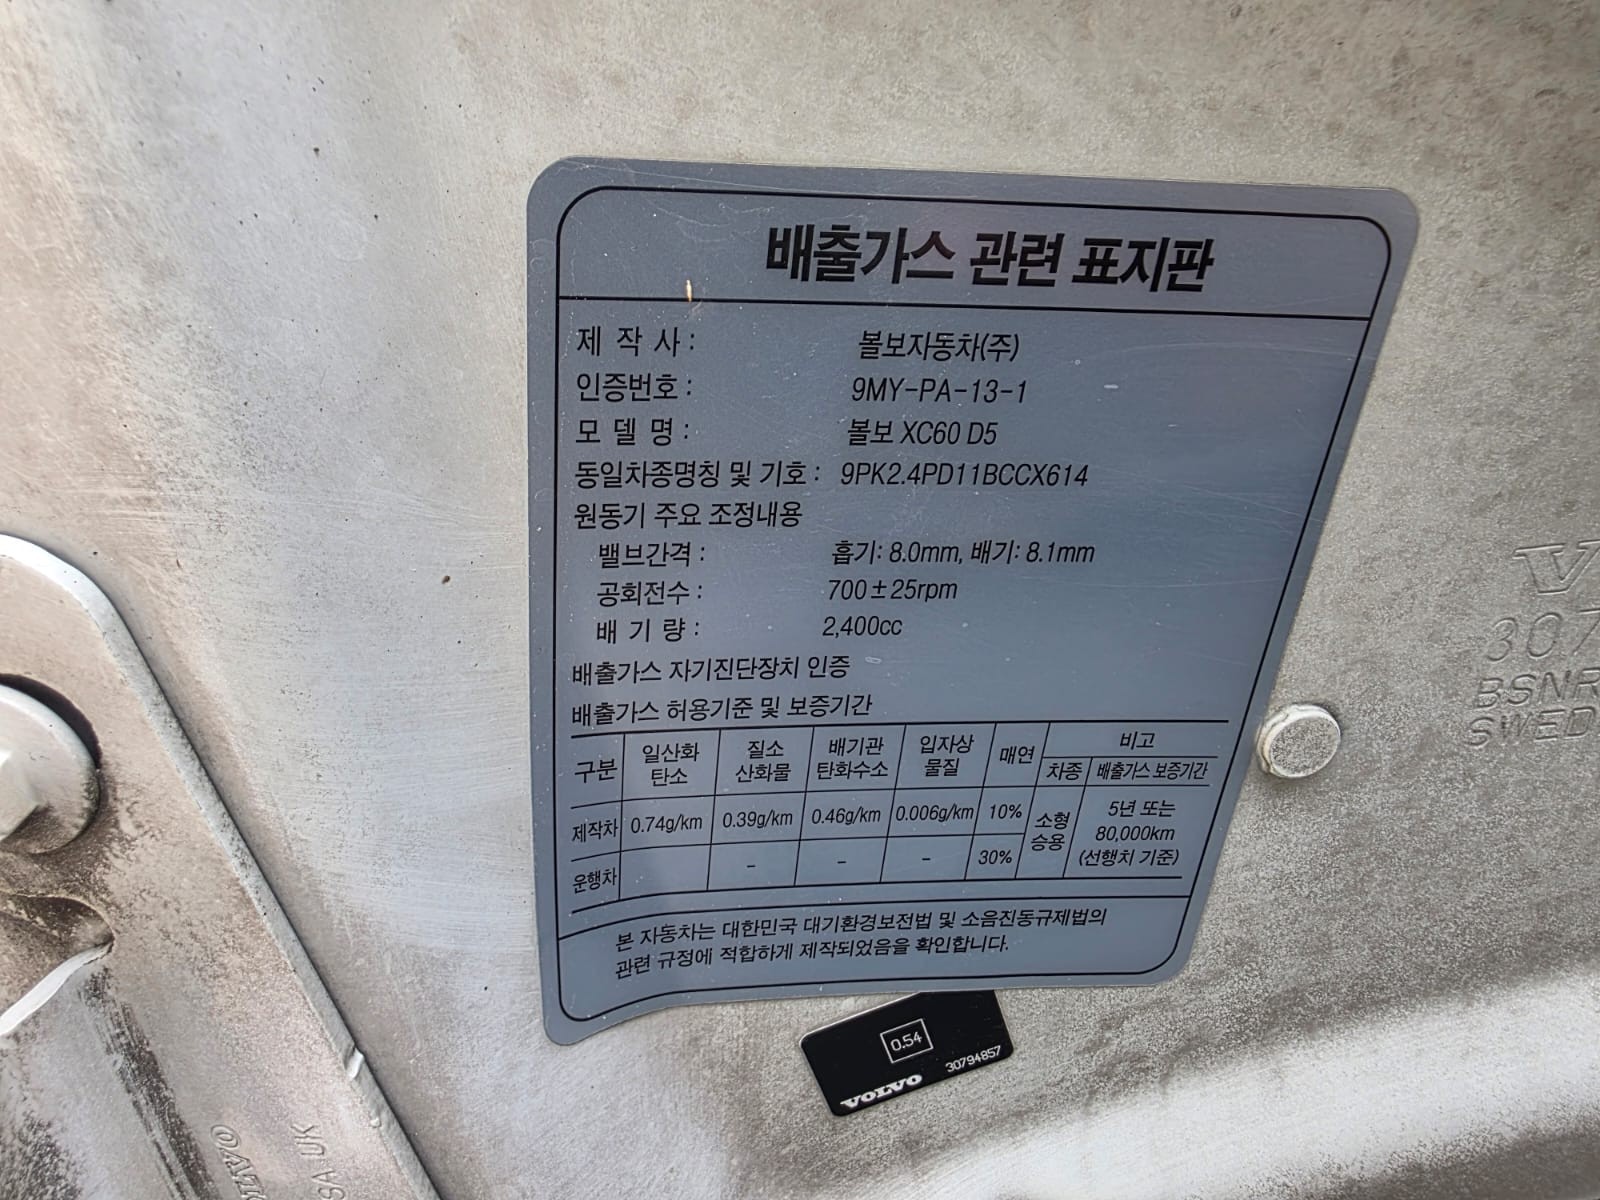 배출가스 관련 표지판
제 작 사 : 볼보자동차(주)
인증번호 : 9MY-PA-13-1
모 델 명 : 볼보 XC60 D5
동일차종명칭 및 기호 : 9PK2.4PD11BCCX614
원동기 주요 조정내용
밸브간격 : 흡기: 8.0mm, 배기: 8.1mm
공회전수 : 700±25rpm
배 기 량 : 2,400cc
배출가스 자기진단장치 인증
배출가스 허용기준 및 보증기간
구분 일산화 탄소 질소 산화물 배기관 탄화수소 입자상 물질 매연 비고
차종 배출가스 보증기간
제작차 0.74g/km 0.39g/km 0.46g/km 0.006g/km 10% 소형 승용 5년 또는 80,000km (선행치 기준)
운행차 - - - 30%
본 자동차는 대한민국 대기환경보전법 및 소음진동규제법의
관련 규정에 적합하게 제작되었음을 확인합니다.
0.54
VOLVO 30794857
307
BSNR
SWED
SA UK